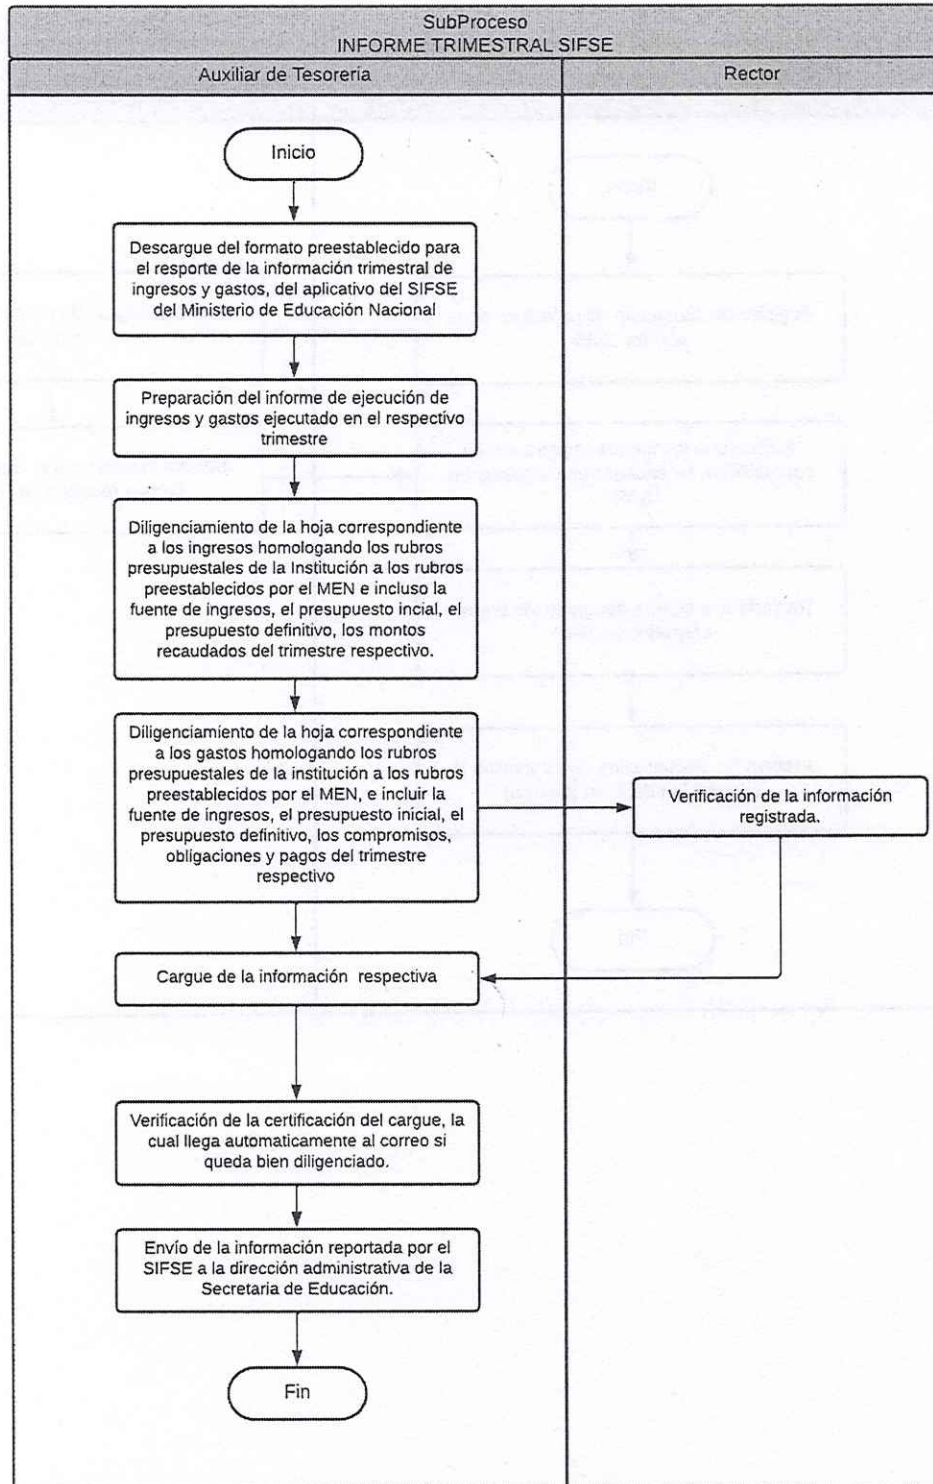 SubProceso
INFORME TRIMESTRAL SIFSE
Auxiliar de Tesorería
Rector
Inicio
Descargue del formato preestablecido para
el resporte de la información trimestral de
ingresos y gastos, del aplicativo del SIFSE
del Ministerio de Educación Nacional
Preparación del informe de ejecución de
ingresos y gastos ejecutado en el respectivo
trimestre
Diligenciamiento de la hoja correspondiente
a los ingresos homologando los rubros
presupuestales de la Institución a los rubros
preestablecidos por el MEN e incluso la
fuente de ingresos, el presupuesto incial, el
presupuesto definitivo, los montos
recaudados del trimestre respectivo.
Diligenciamiento de la hoja correspondiente
a los gastos homologando los rubros
presupuestales de la institución a los rubros
preestablecidos por el MEN, e incluir la
fuente de ingresos, el presupuesto inicial, el
presupuesto definitivo, los compromisos,
obligaciones y pagos del trimestre
respectivo
Verificación de la información
registrada.
Cargue de la información respectiva
Verificación de la certificación del cargue, la
cual llega automaticamente al correo si
queda bien diligenciado.
Envío de la información reportada por el
SIFSE a la dirección administrativa de la
Secretaria de Educación.
Fin